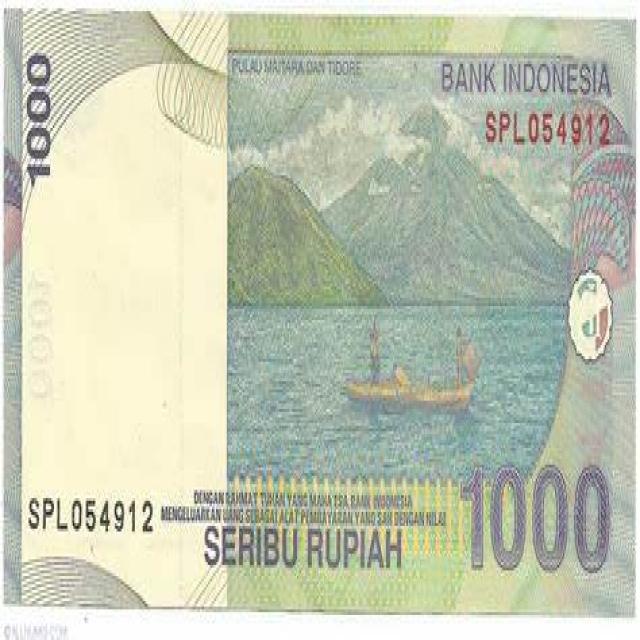 1000
PULAU MAITARA DAN TIDORE
BANK INDONESIA
SPL054912
1000
SPL054912
DENGAN RAHMAT TUHAN YANG MAHA ESA, BANK INDONESIA
MENGELUARKAN UANG SEBAGAI ALAT PEMBAYARAN YANG SAH DENGAN NILAI
SERIBU RUPIAH
1000